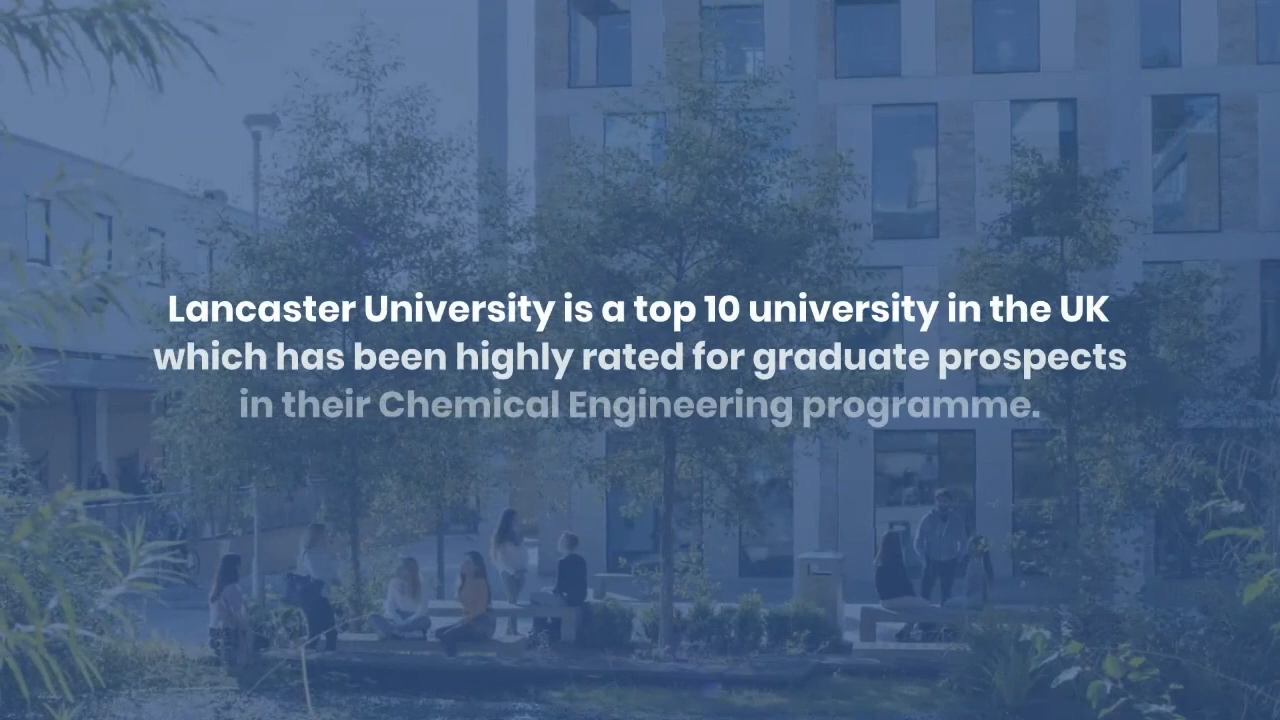 Lancaster University is a top 10 university in the UK
which has been highly rated for graduate prospects
in their Chemical Engineering programme.